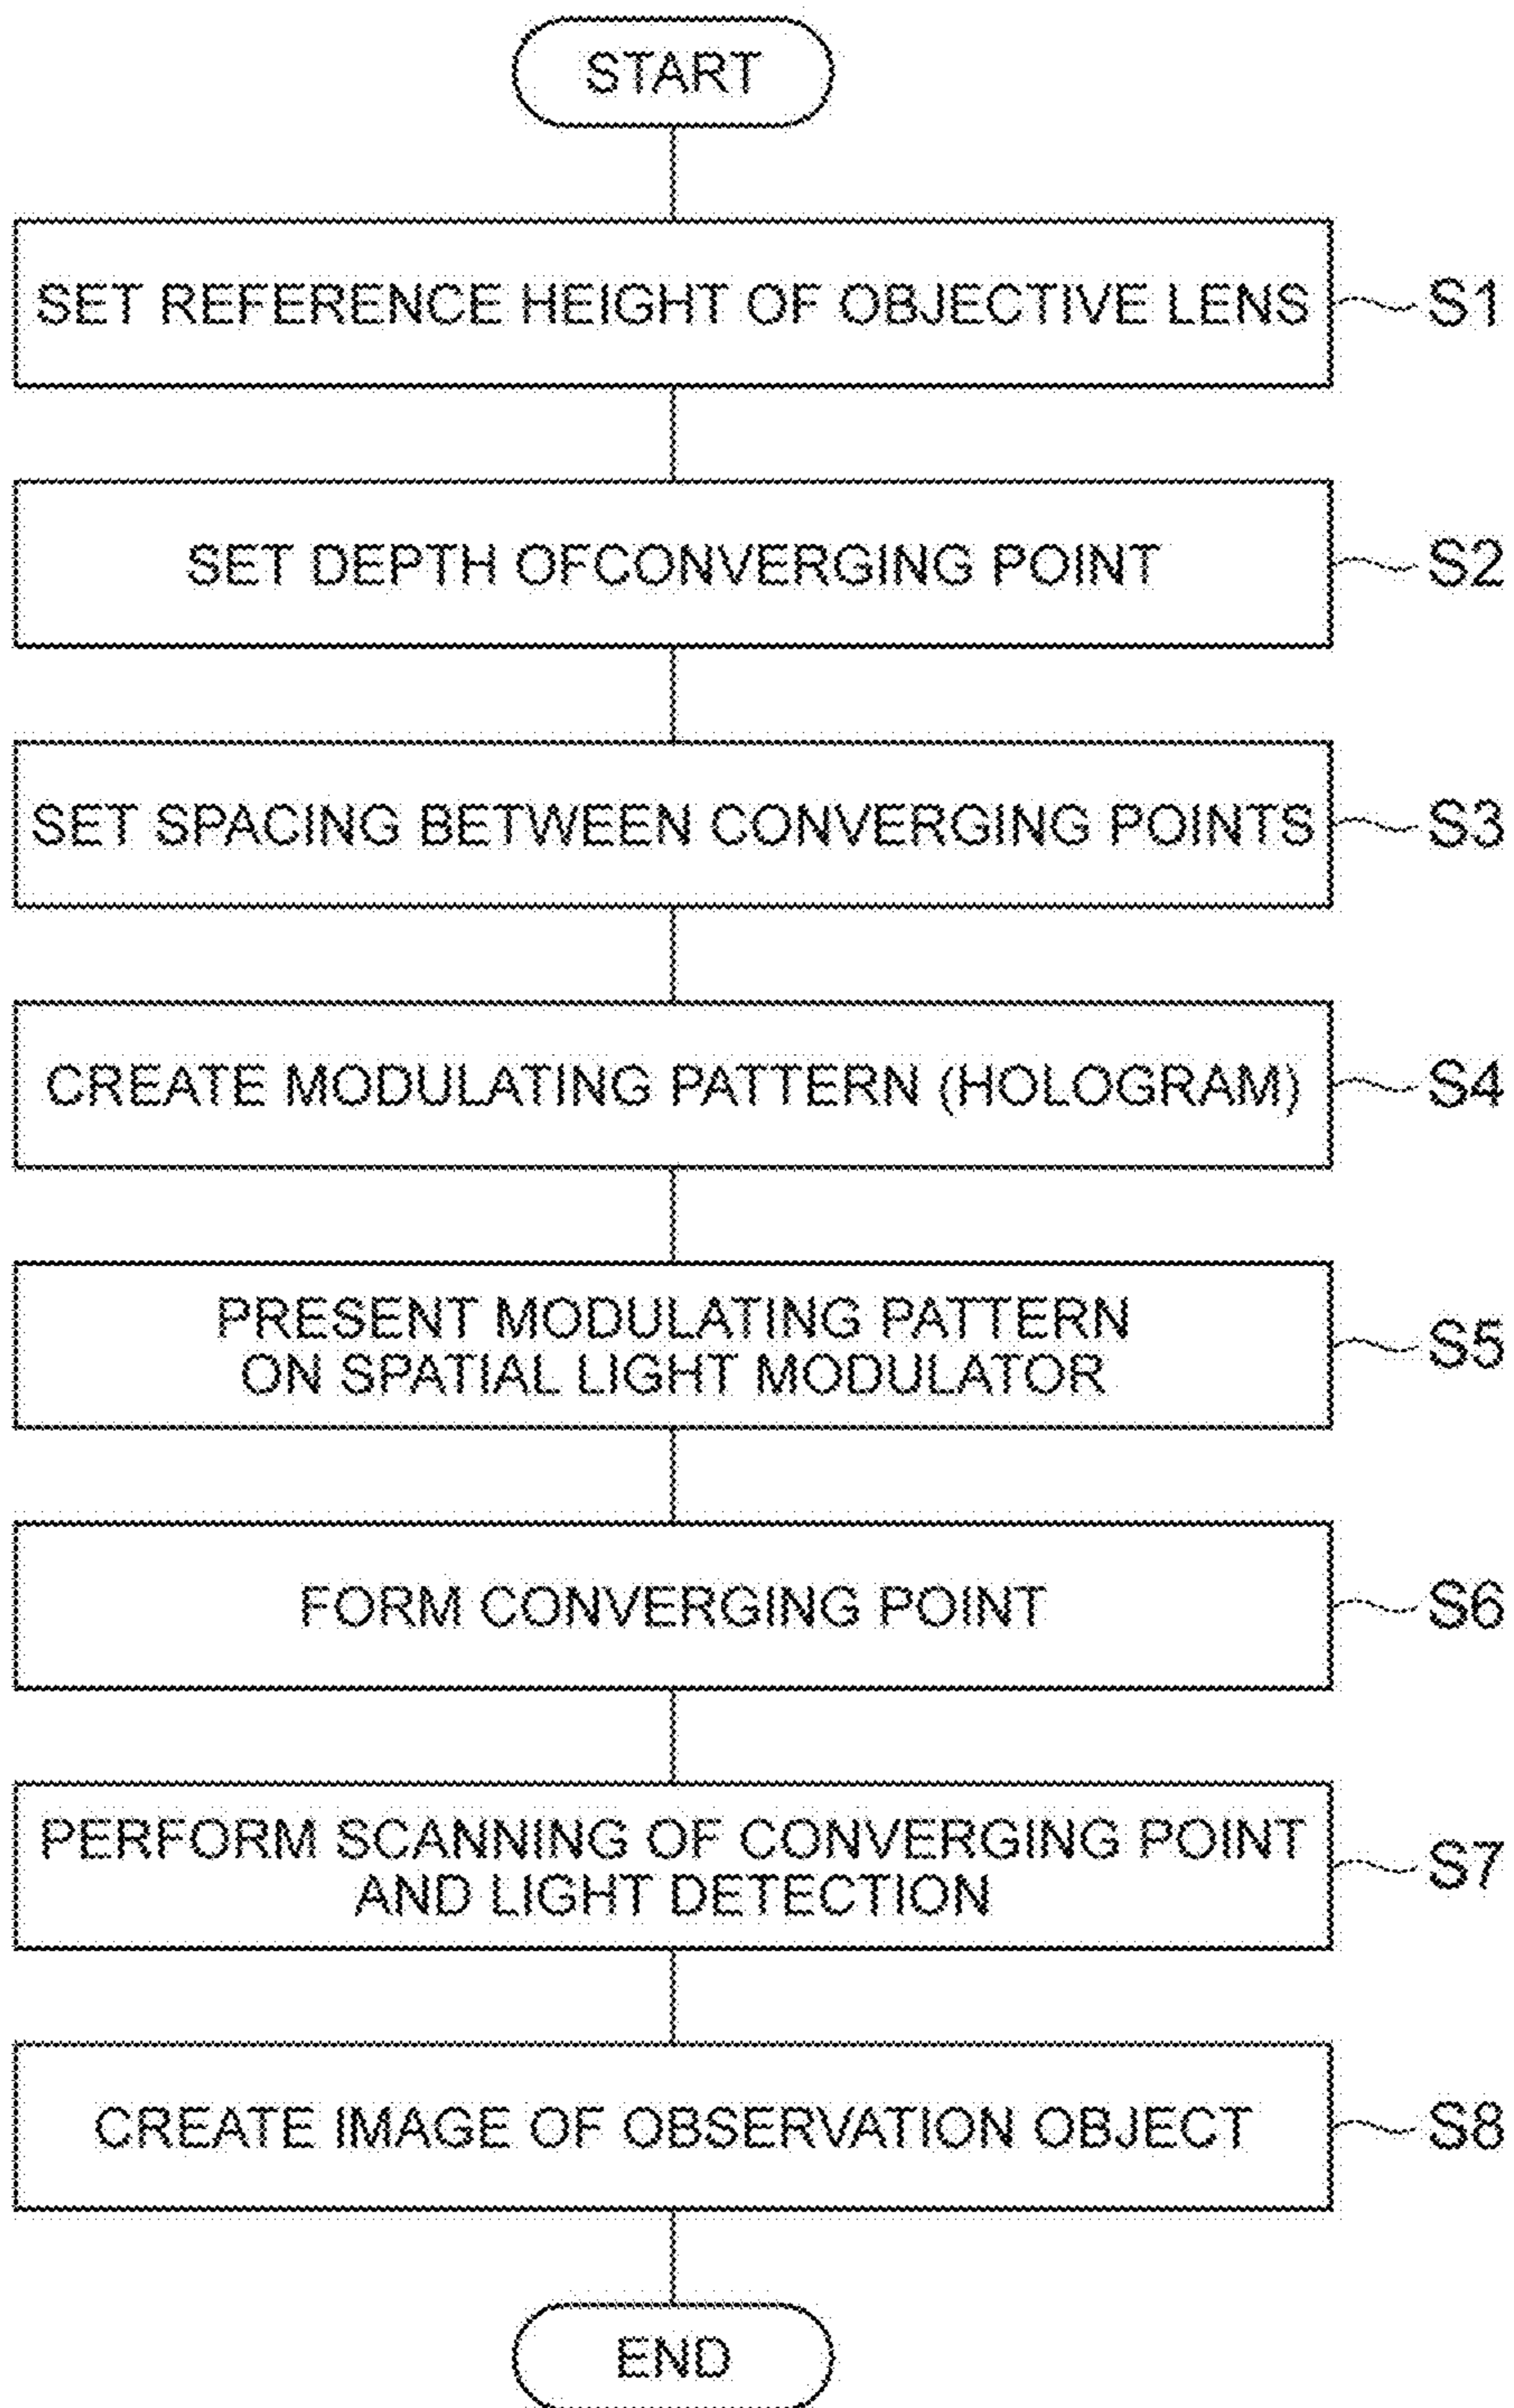 START
SET REFERENCE HEIGHT OF OBJECTIVE LENS
S1
SET DEPTH OFCONVERGING POINT
S2
SET SPACING BETWEEN CONVERGING POINTS
S3
CREATE MODULATING PATTERN (HOLOGRAM)
S4
PRESENT MODULATING PATTERN
ON SPATIAL LIGHT MODULATOR
S5
FORM CONVERGING POINT
S6
PERFORM SCANNING OF CONVERGING POINT
AND LIGHT DETECTION
S7
CREATE IMAGE OF OBSERVATION OBJECT
S8
END